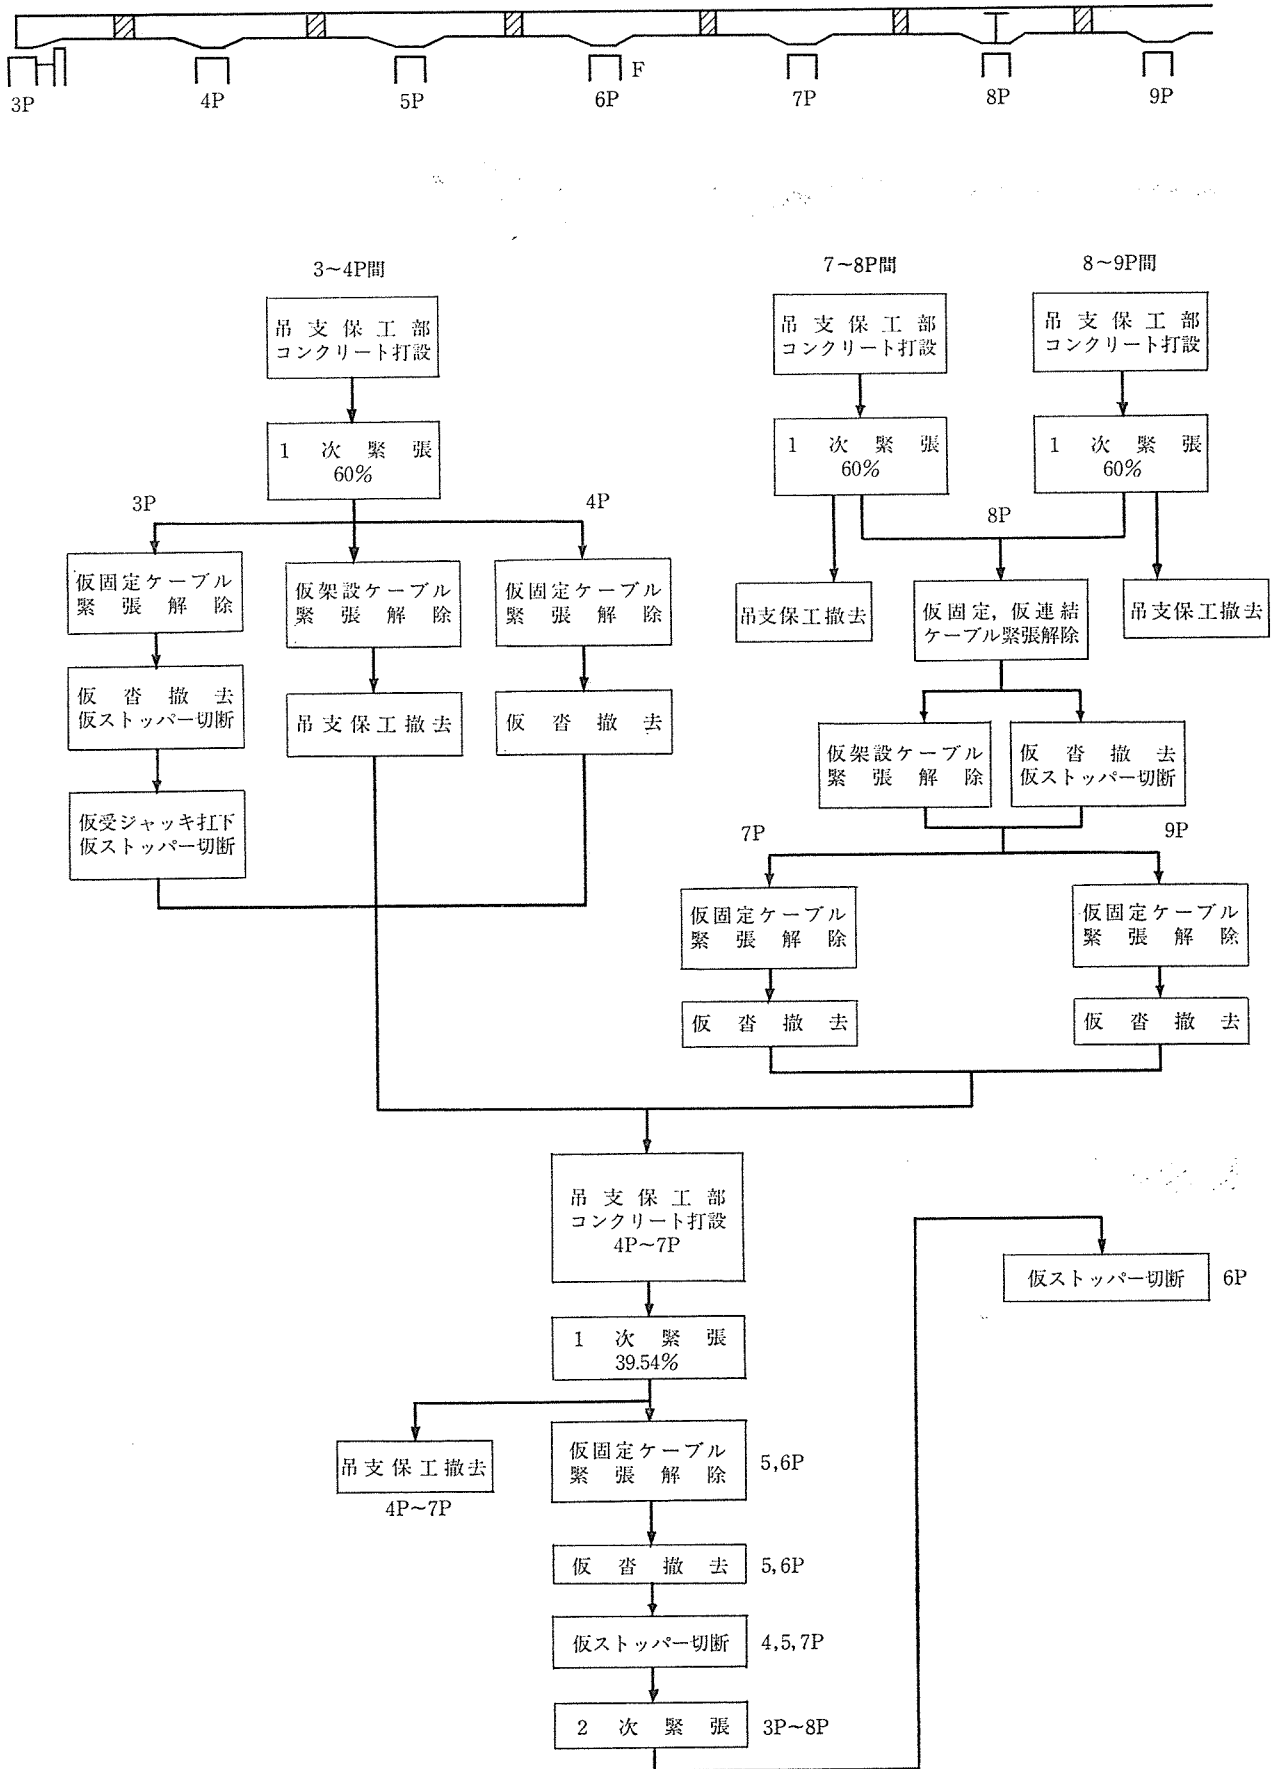 F
3P
4P
5P
6P
7P
8P
9P
3~4P間
吊支保工部
コンクリート打設
1次緊張
60%
3P
4P
仮固定ケーブル
緊張解除
仮沓撤去
仮ストッパー切断
仮受ジャッキ扛下
仮ストッパー切断
仮架設ケーブル
緊張解除
吊支保工撤去
仮固定ケーブル
緊張解除
仮沓撤去
7~8P間
吊支保工部
コンクリート打設
1次緊張
60%
8~9P間
吊支保工部
コンクリート打設
1次緊張
60%
8P
吊支保工撤去
仮固定,仮連結
ケーブル緊張解除
吊支保工撤去
仮架設ケーブル
緊張解除
仮沓撤去
仮ストッパー切断
7P
9P
仮固定ケーブル
緊張解除
仮沓撤去
仮固定ケーブル
緊張解除
仮沓撤去
吊支保工部
コンクリート打設
4P~7P
1次緊張
39.54%
吊支保工撤去
4P~7P
仮固定ケーブル
緊張解除
5,6P
仮沓撤去
5,6P
仮ストッパー切断
4,5,7P
2次緊張
3P~8P
仮ストッパー切断
6P